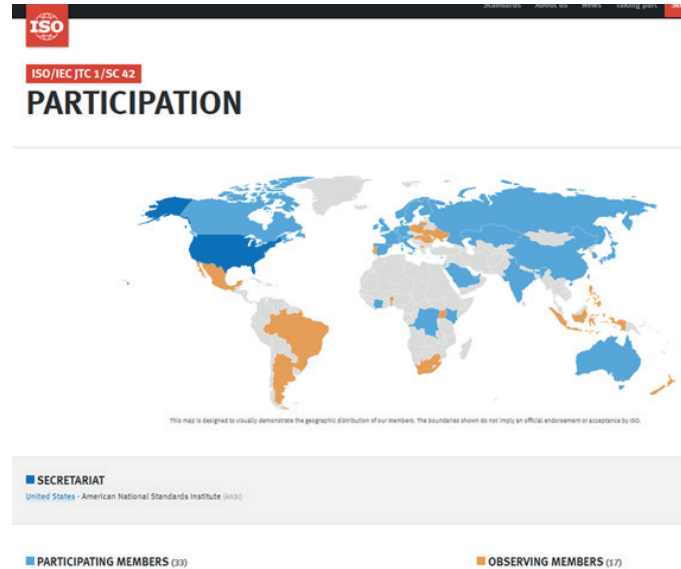 Standards About us News Taking part
ISO
ISO/IEC JTC 1/SC 42
PARTICIPATION
This map is designed to visually demonstrate the geographic distribution of our Members. The boundaries shown do not imply an official endorsement or acceptance by ISO.
SECRETARIAT
United States - American National Standards Institute (ANSI)
PARTICIPATING MEMBERS (33)
OBSERVING MEMBERS (17)